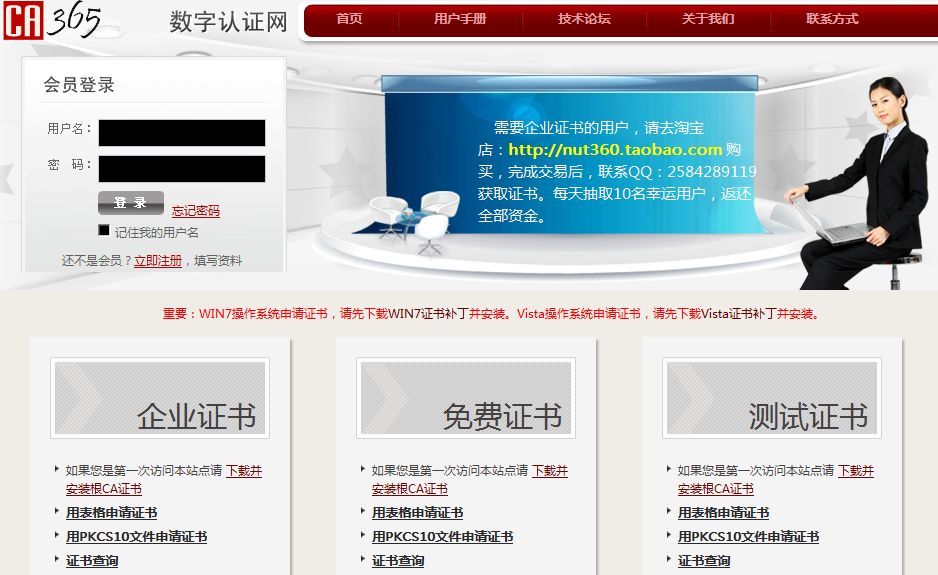 CA365 数字认证网
首页 用户手册 技术论坛 关于我们 联系方式
会员登录
用户名：
密 码：
登 录 忘记密码
记住我的用户名
还不是会员？立即注册，填写资料
需要企业证书的用户，请去淘宝
店：http://nut360.taobao.com 购
买，完成交易后，联系QQ：2584289119
获取证书。每天抽取10名幸运用户，返还
全部资金。
重要：WIN7操作系统申请证书，请先下载WIN7证书补丁并安装。Vista操作系统申请证书，请先下载Vista证书补丁并安装。
企业证书
如果您是第一次访问本站点请 下载并
安装根CA证书
用表格申请证书
用PKCS10文件申请证书
证书查询
免费证书
如果您是第一次访问本站点请 下载并
安装根CA证书
用表格申请证书
用PKCS10文件申请证书
证书查询
测试证书
如果您是第一次访问本站点请 下载并
安装根CA证书
用表格申请证书
用PKCS10文件申请证书
证书查询